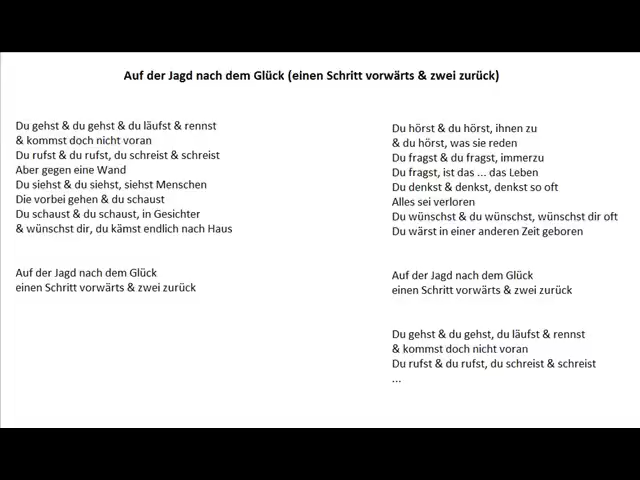 Auf der Jagd nach dem Glück (einen Schritt vorwärts & zwei zurück)
Du gehst & du gehst & du läufst & rennst
& kommst doch nicht voran
Du rufst & du rufst, du schreist & schreist
Aber gegen eine Wand
Du siehst & du siehst, siehst Menschen
Die vorbei gehen & du schaust
Du schaust & du schaust, in Gesichter
& wünschst dir, du kämst endlich nach Haus
Auf der Jagd nach dem Glück
einen Schritt vorwärts & zwei zurück
Du hörst & du hörst, ihnen zu
& du hörst, was sie reden
Du fragst & du fragst, immerzu
Du fragst, ist das ... das Leben
Du denkst & denkst, denkst so oft
Alles sei verloren
Du wünschst & du wünschst, wünschst dir oft
Du wärst in einer anderen Zeit geboren
Auf der Jagd nach dem Glück
einen Schritt vorwärts & zwei zurück
Du gehst & du gehst, du läufst & rennst
& kommst doch nicht voran
Du rufst & du rufst, du schreist & schreist
...